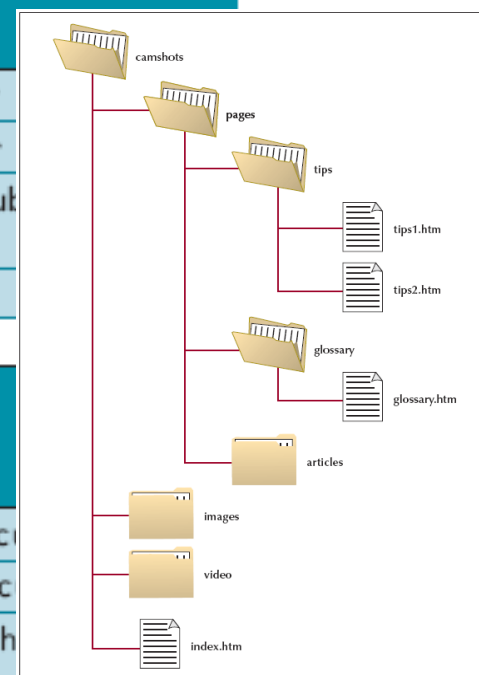 camshots
pages
tips
tips1.htm
tips2.htm
glossary
glossary.htm
articles
images
video
index.htm